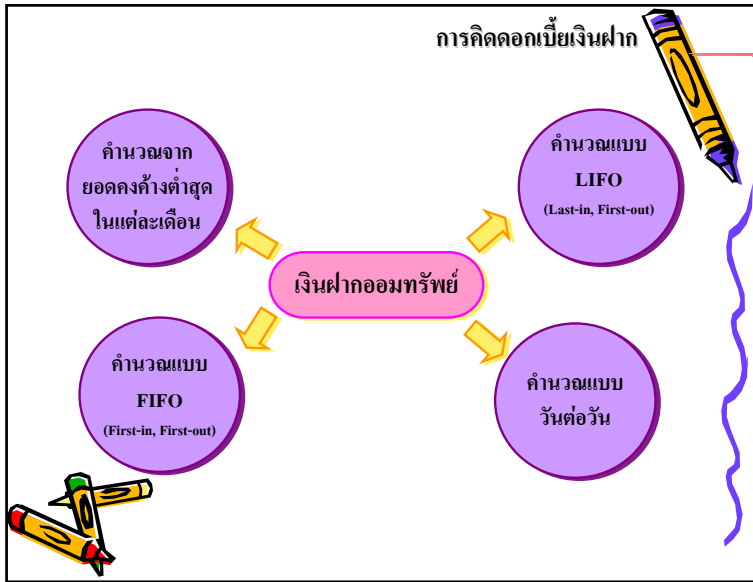 การคิดดอกเบี้ยเงินฝาก
คำนวณจาก
ยอดคงค้างต่ำสุด
ในแต่ละเดือน
คำนวณแบบ
LIFO
(Last-in, First-out)
เงินฝากออมทรัพย์
คำนวณแบบ
FIFO
(First-in, First-out)
คำนวณแบบ
วันต่อวัน